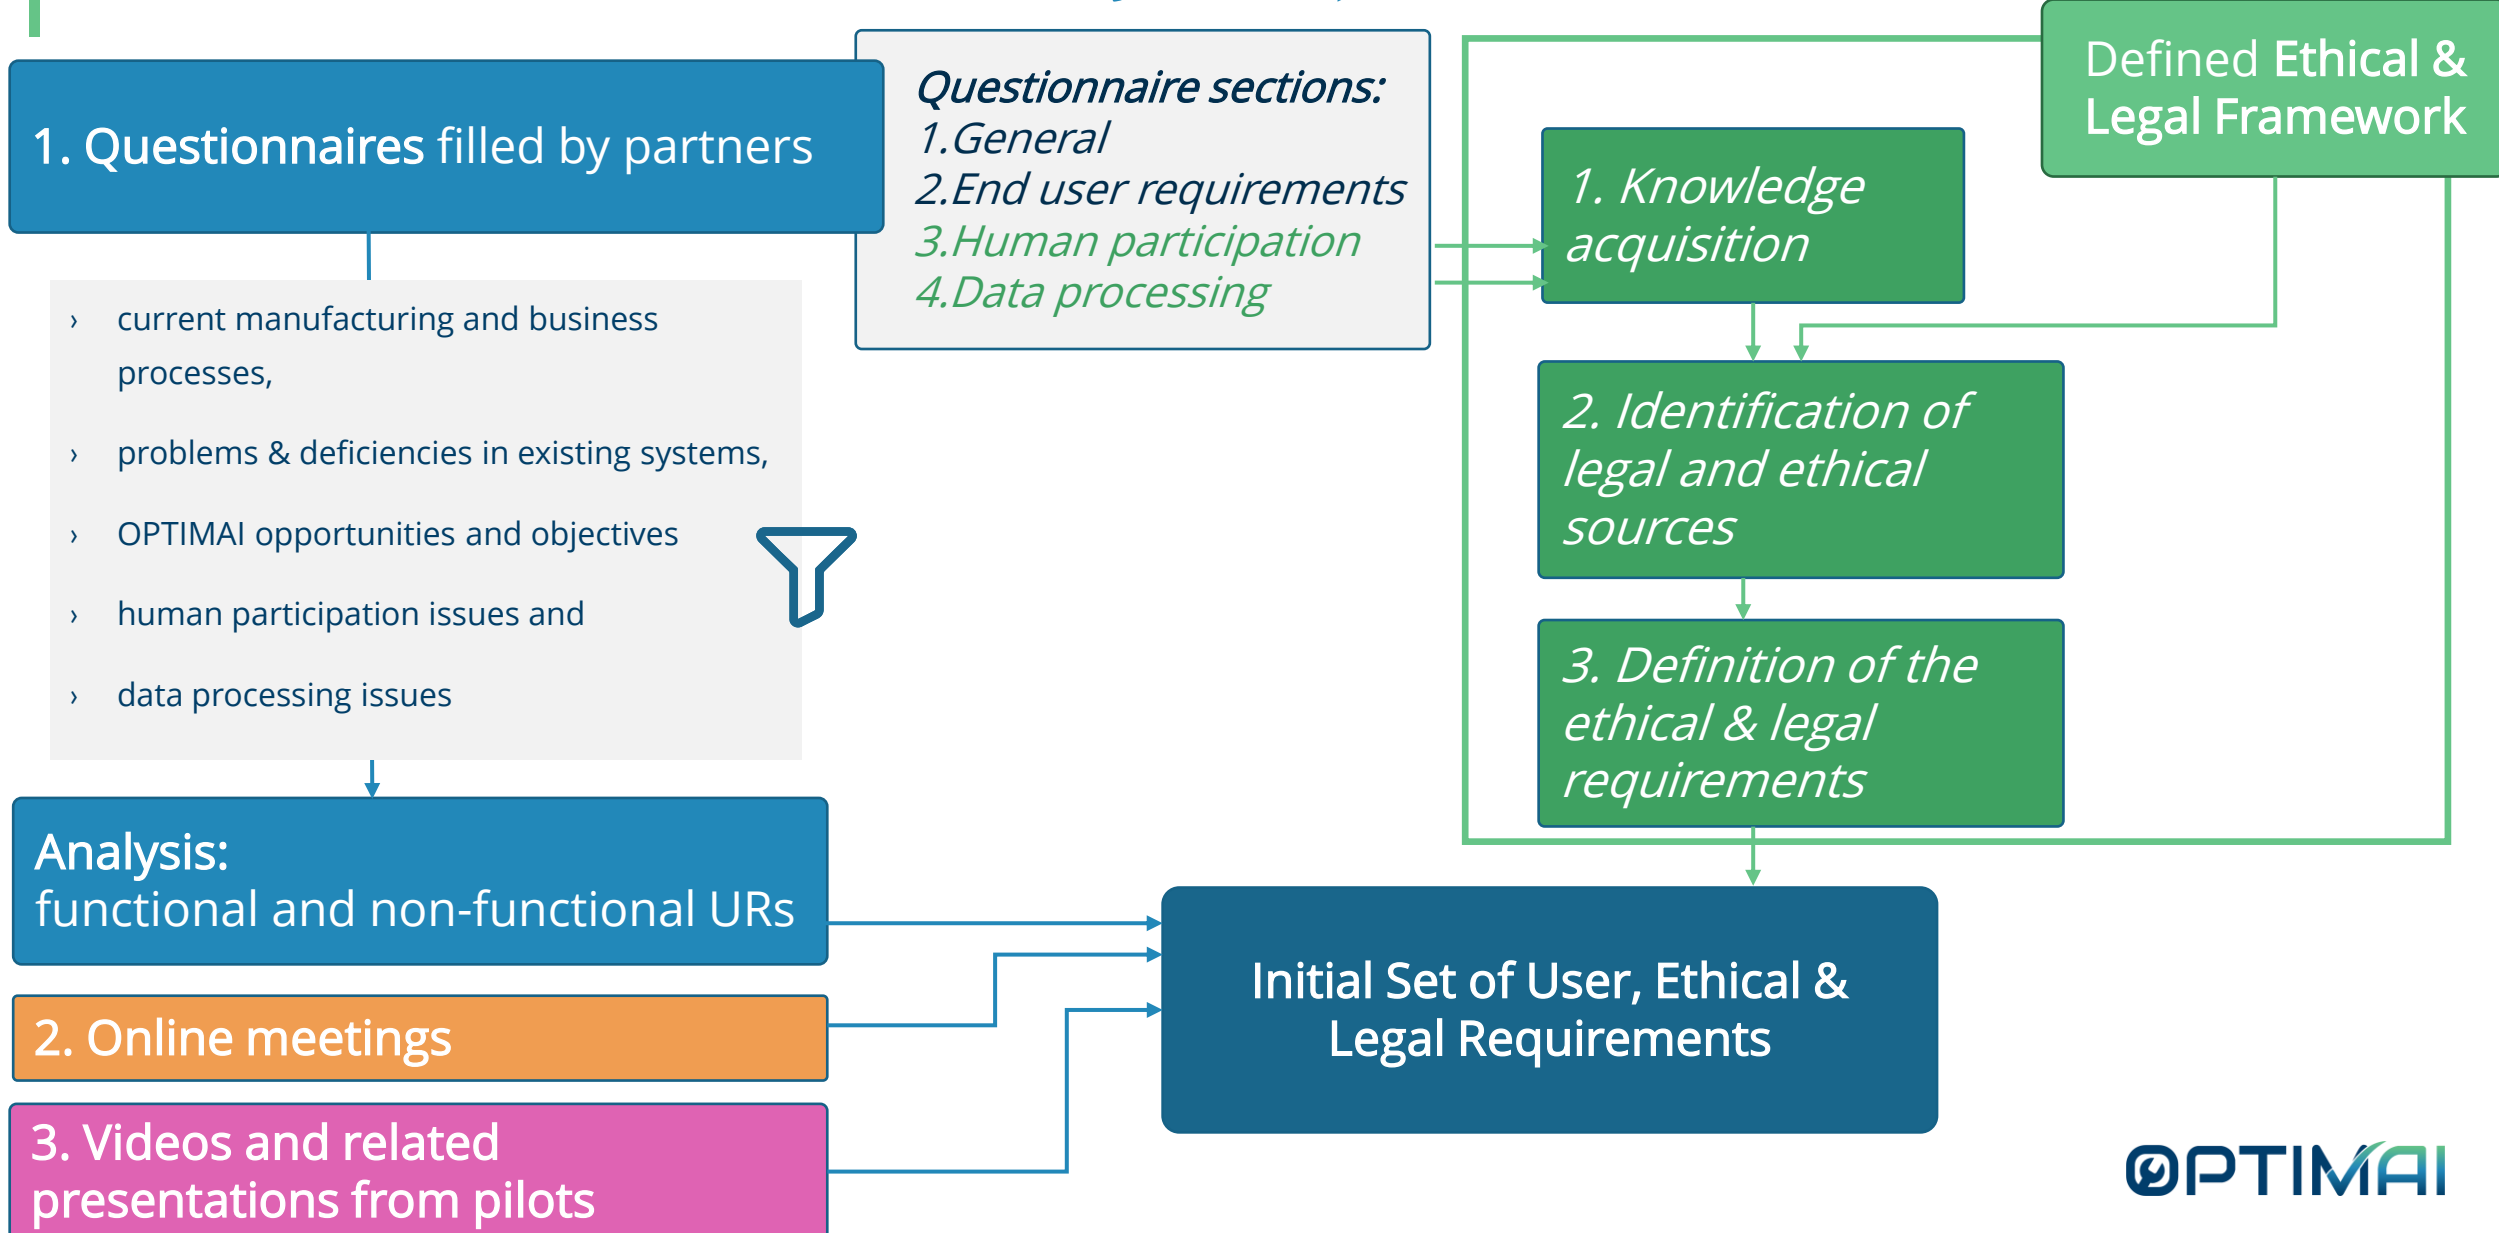 1. Questionnaires filled by partners
Questionnaire sections:
1.General
2.End user requirements
3.Human participation
4.Data processing
› current manufacturing and business
processes,
› problems & deficiencies in existing systems,
› OPTIMAI opportunities and objectives
› human participation issues and
› data processing issues
Analysis:
functional and non-functional URs
2. Online meetings
3. Videos and related
presentations from pilots
Defined Ethical &
Legal Framework
1. Knowledge
acquisition
2. Identification of
legal and ethical
sources
3. Definition of the
ethical & legal
requirements
Initial Set of User, Ethical &
Legal Requirements
OPTIMAI